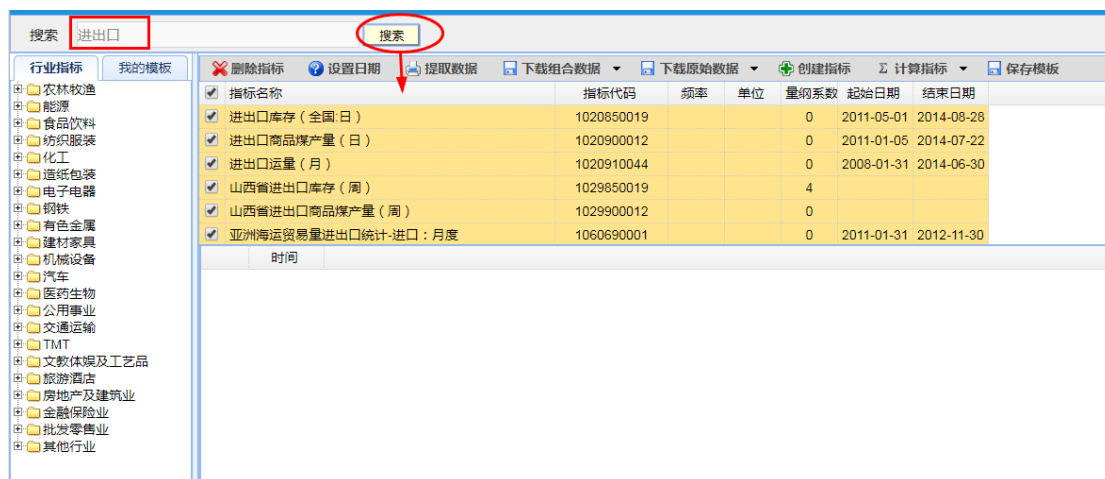 搜索 进出口 搜索
行业指标 我的模板 删除指标 设置日期 提取数据 下载组合数据 下载原始数据 创建指标 Σ 计算指标 保存模板
指标名称 指标代码 频率 单位 量纲系数 起始日期 结束日期
进出口库存（全国:日） 1020850019 0 2011-05-01 2014-08-28
进出口商品煤产量（日） 1020900012 0 2011-01-05 2014-07-22
进出口运量（月） 1020910044 0 2008-01-31 2014-06-30
山西省进出口库存（周） 1029850019 4
山西省进出口商品煤产量（周） 1029900012 0
亚洲海运贸易量进出口统计-进口：月度 1060690001 0 2011-01-31 2012-11-30
时间
农林牧渔
能源
食品饮料
纺织服装
化工
造纸包装
电子电器
钢铁
有色金属
建材家具
机械设备
汽车
医药生物
公用事业
交通运输
TMT
文教体娱及工艺品
旅游酒店
房地产及建筑业
金融保险业
批发零售业
其他行业